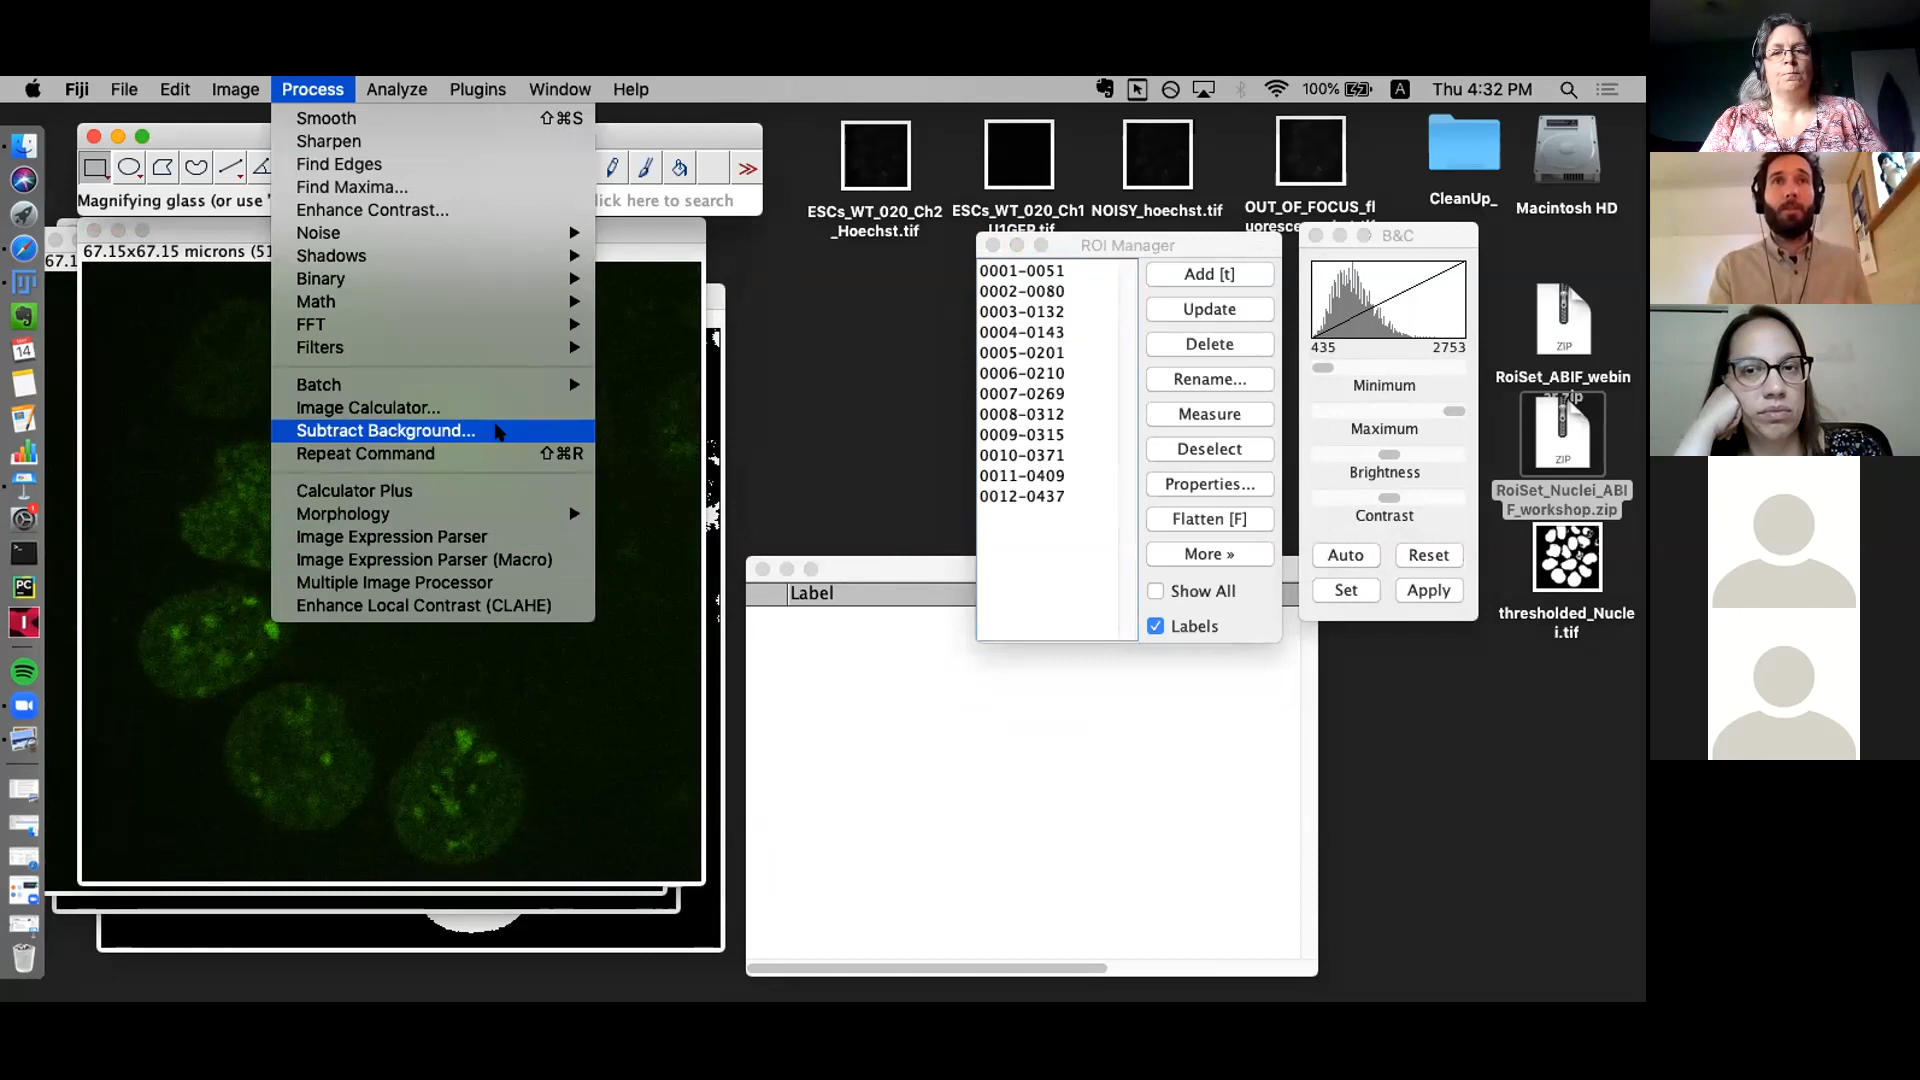 Fiji File Edit Image Process Analyze Plugins Window Help
100% A Thu 4:32 PM
Smooth ⇧⌘S
Sharpen
Find Edges
Find Maxima...
Enhance Contrast...
Noise
Shadows
Binary
Math
FFT
Filters
Batch
Image Calculator...
Subtract Background...
Repeat Command ⇧⌘R
Calculator Plus
Morphology
Image Expression Parser
Image Expression Parser (Macro)
Multiple Image Processor
Enhance Local Contrast (CLAHE)
Magnifying glass (or use
lick here to search
67.1
67.15x67.15 microns (51
ESCs_WT_020_Ch2
_Hoechst.tif
ESCs_WT_020_Ch1
NOISY_hoechst.tif
OUT_OF_FOCUS_fl
CleanUp_
Macintosh HD
ROI Manager
0001-0051
0002-0080
0003-0132
0004-0143
0005-0201
0006-0210
0007-0269
0008-0312
0009-0315
0010-0371
0011-0409
0012-0437
Add [t]
Update
Delete
Rename...
Measure
Deselect
Properties...
Flatten [F]
More »
Show All
Labels
B&C
435 2753
Minimum
Maximum
Brightness
Contrast
Auto Reset
Set Apply
Label
ZIP
RoiSet_ABIF_webin
ZIP
RoiSet_Nuclei_ABI
F_workshop.zip
thresholded_Nucle
i.tif
14
PC